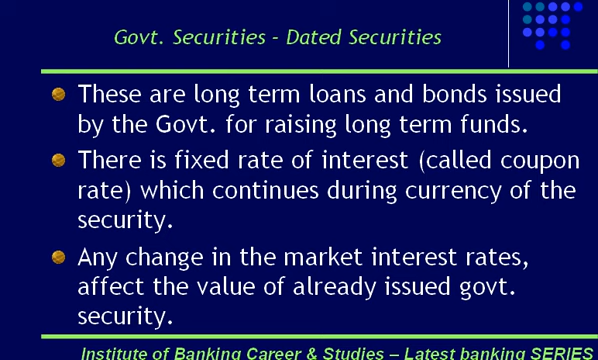 Govt. Securities – Dated Securities
These are long term loans and bonds issued
by the Govt. for raising long term funds.
There is fixed rate of interest (called coupon
rate) which continues during currency of the
security.
Any change in the market interest rates,
affect the value of already issued govt.
security.
Institute of Banking Career & Studies – Latest banking SERIES